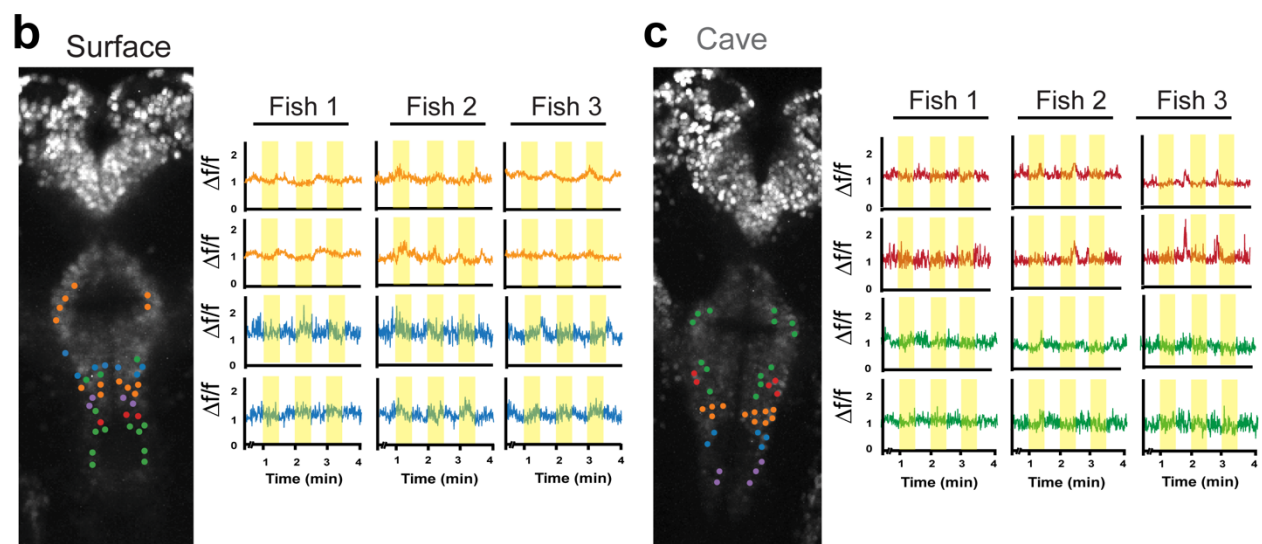 b Surface
Fish 1 Fish 2 Fish 3
Δf/f 2 1 0
Δf/f 2 1 0
Δf/f 2 1 0
Δf/f 2 1 0
1 2 3 4 1 2 3 4 1 2 3 4
Time (min) Time (min) Time (min)
c Cave
Fish 1 Fish 2 Fish 3
Δf/f 2 1 0
Δf/f 2 1 0
Δf/f 2 1 0
Δf/f 2 1 0
1 2 3 4 1 2 3 4 1 2 3 4
Time (min) Time (min) Time (min)